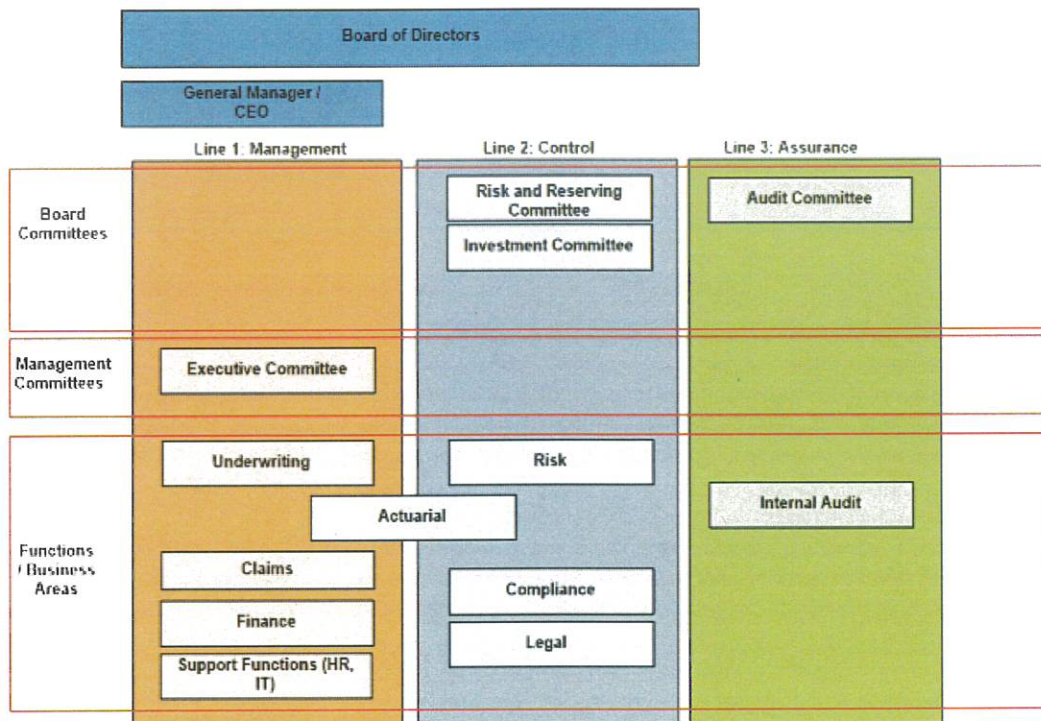 Board of Directors
General Manager /
CEO
Line 1: Management
Line 2: Control
Line 3: Assurance
Board
Committees
Risk and Reserving
Committee
Audit Committee
Investment Committee
Management
Committees
Executive Committee
Functions
/ Business
Areas
Underwriting
Risk
Actuarial
Internal Audit
Claims
Compliance
Finance
Legal
Support Functions (HR,
IT)